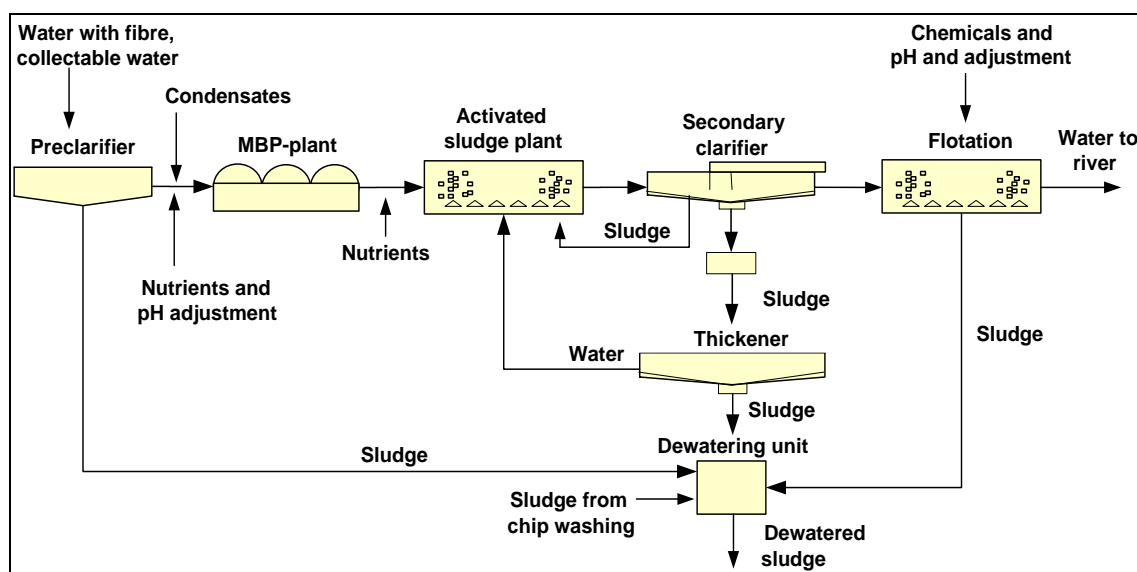 Water with fibre,
collectable water
Chemicals and
pH and adjustment
Condensates
Preclarifier
MBP-plant
Activated
sludge plant
Secondary
clarifier
Flotation
Water to
river
Nutrients
Sludge
Nutrients and
pH adjustment
Sludge
Sludge
Water
Thickener
Sludge
Dewatering unit
Sludge
Sludge from
chip washing
Dewatered
sludge